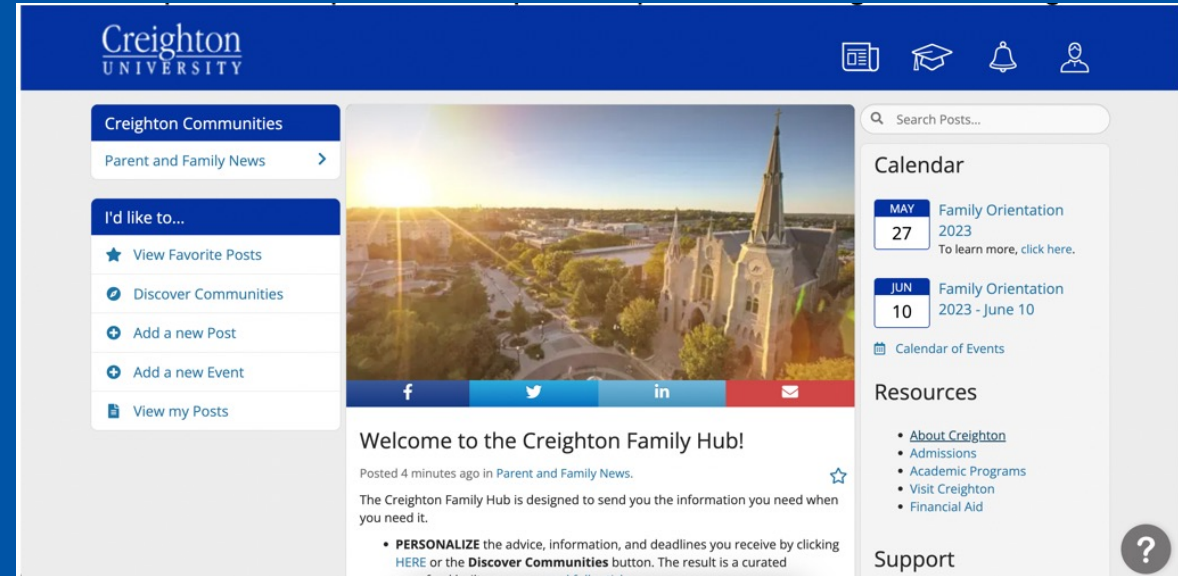 Creighton
UNIVERSITY
Creighton Communities
Parent and Family News
I'd like to...
View Favorite Posts
Discover Communities
Add a new Post
Add a new Event
View my Posts
f
in
Welcome to the Creighton Family Hub!
Posted 4 minutes ago in Parent and Family News.
The Creighton Family Hub is designed to send you the information you need when
you need it.
• PERSONALIZE the advice, information, and deadlines you receive by clicking
HERE or the Discover Communities button. The result is a curated
Search Posts...
Calendar
MAY
27
Family Orientation
2023
To learn more, click here.
JUN
10
Family Orientation
2023 - June 10
Calendar of Events
Resources
• About Creighton
• Admissions
• Academic Programs
• Visit Creighton
• Financial Aid
Support
?